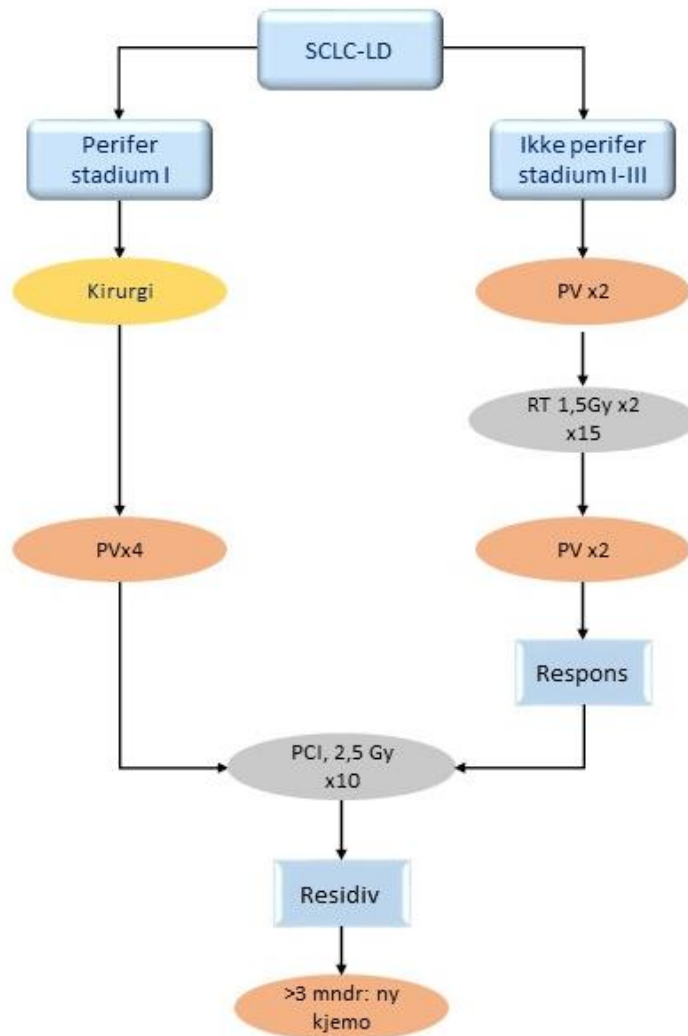 SCLC-LD
Perifer
stadium I
Ikke perifer
stadium I-III
Kirurgi
PV x2
RT 1,5Gy x2
x15
PVx4
PV x2
Respons
PCI, 2,5 Gy
x10
Residiv
>3 mndr: ny
kjemo